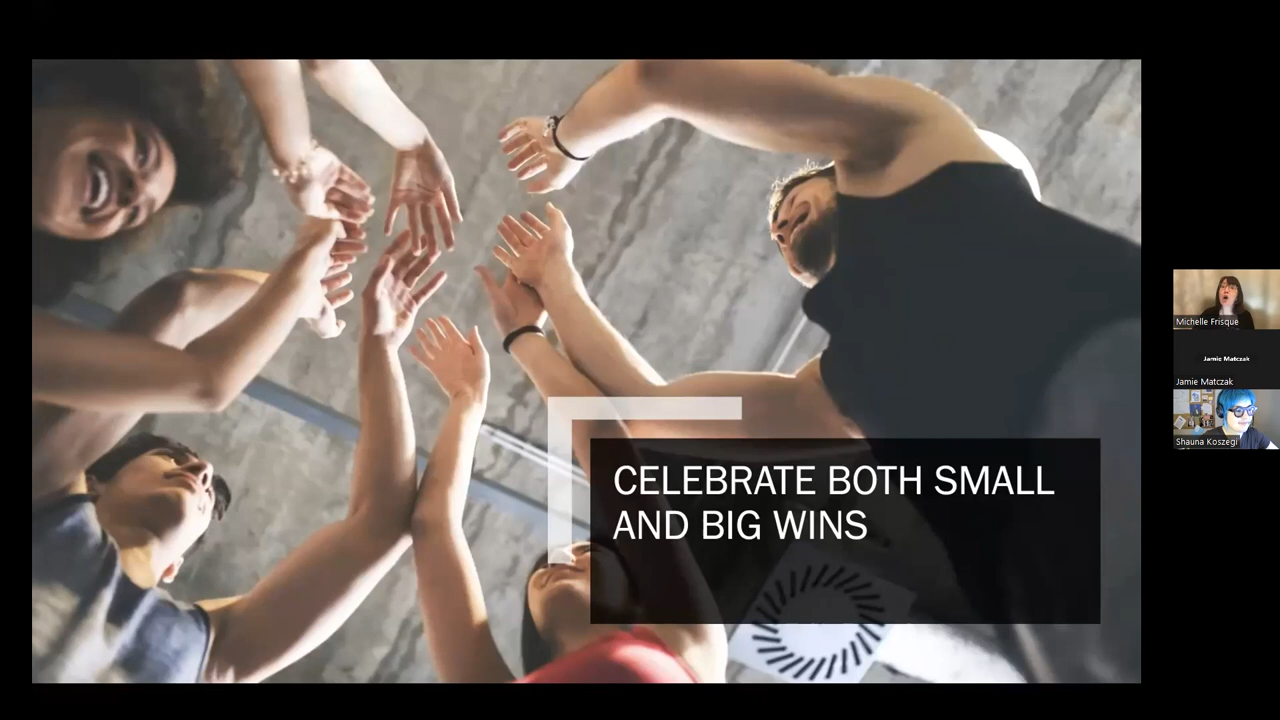 CELEBRATE BOTH SMALL
AND BIG WINS
Michelle Frisque
Jamie Matczak
Jamie Matczak
Shauna Koszegi